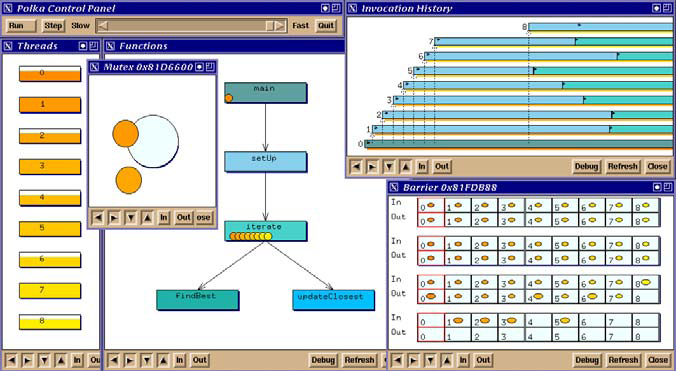 Polka Control Panel
Run Step Slow Fast Quit
Threads
0
1
2
3
4
5
6
7
8
In Ou
Functions
main
setUp
iterate
FindBest
updateClosest
In Out Debug Refresh
Mutex 0x81D6600
In Out ose
Invocation History
8
7
6
5
4
3
2
1
0
In Out Debug Refresh Close
Barrier 0x81FDB88
In 0 1 2 3 4 5 6 7 8
Out 0 1 2 3 4 5 6 7 8
In 0 1 2 3 4 5 6 7 8
Out 0 1 2 3 4 5 6 7 8
In 0 1 2 3 4 5 6 7 8
Out 0 1 2 3 4 5 6 7 8
In 0 1 2 3 4 5 6 7 8
Out 0 1 2 3 4 5 6 7 8
In Out Debug Refresh Close